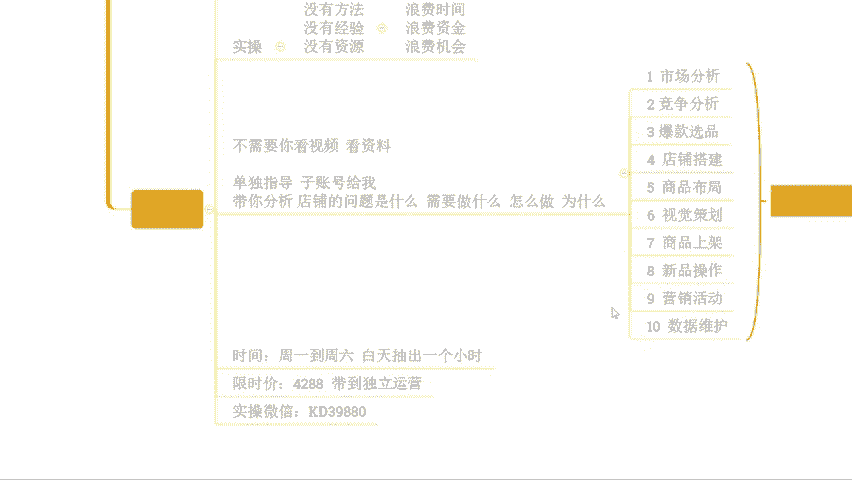 没有方法 浪费时间
没有经验 浪费资金
实操 没有资源 浪费机会
不需要你看视频 看资料
单独指导 子账号给我
带你分析 店铺的问题是什么 需要做什么 怎么做 为什么
1 市场分析
2 竞争分析
3 爆款选品
4 店铺搭建
5 商品布局
6 视觉策划
7 商品上架
8 新品操作
9 营销活动
10 数据维护
时间：周一到周六 白天抽出一个小时
限时价：4288 带到独立运营
实操微信：KD39880